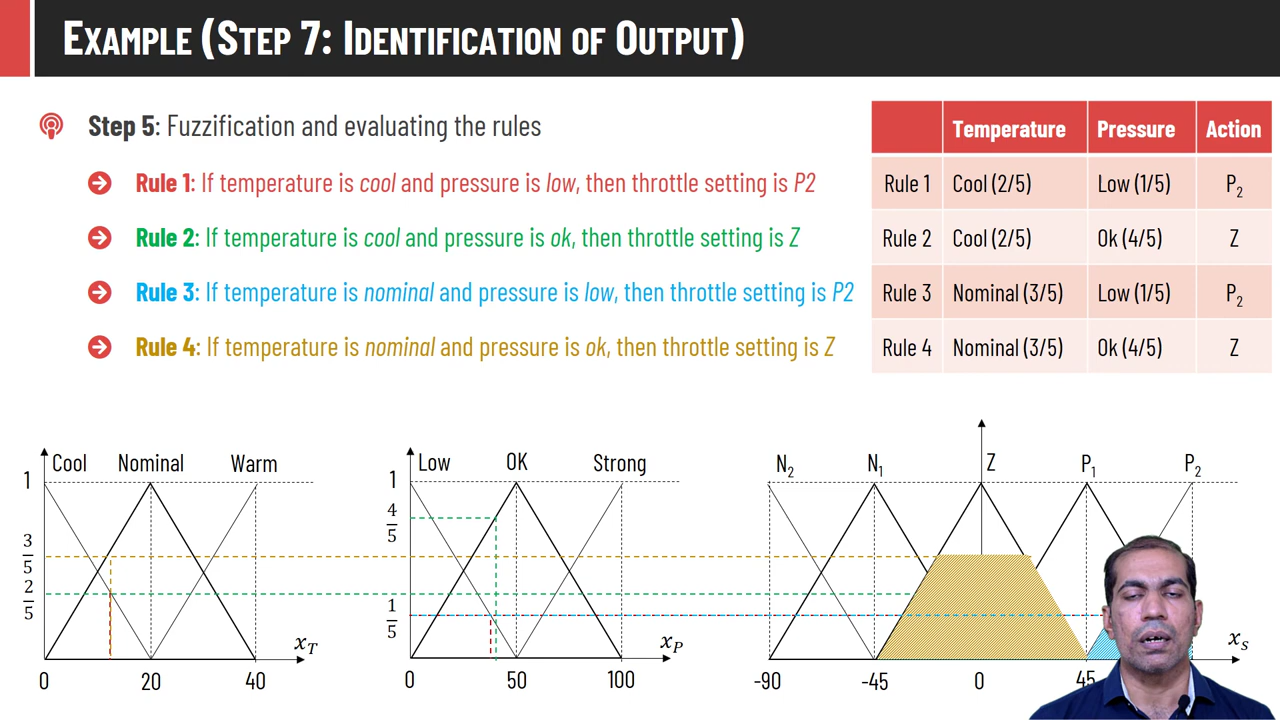 EXAMPLE (STEP 7: IDENTIFICATION OF OUTPUT)
Step 5: Fuzzification and evaluating the rules
Rule 1: If temperature is cool and pressure is low, then throttle setting is P2
Rule 2: If temperature is cool and pressure is ok, then throttle setting is Z
Rule 3: If temperature is nominal and pressure is low, then throttle setting is P2
Rule 4: If temperature is nominal and pressure is ok, then throttle setting is Z
Temperature Pressure Action
Rule 1 Cool (2/5) Low (1/5) P₂
Rule 2 Cool (2/5) Ok (4/5) Z
Rule 3 Nominal (3/5) Low (1/5) P₂
Rule 4 Nominal (3/5) Ok (4/5) Z
1
Cool Nominal Warm
3/5
2/5
x_T
0 20 40
1
Low OK Strong
4/5
1/5
x_P
0 50 100
N₂ N₁ Z P₁ P₂
x_S
-90 -45 0 45